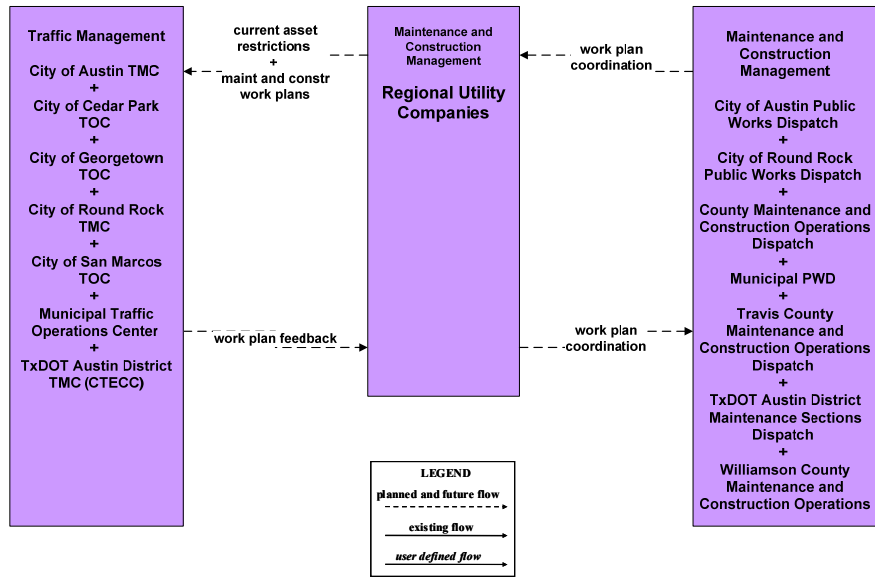 Traffic Management
City of Austin TMC
+
City of Cedar Park
TOC
+
City of Georgetown
TOC
+
City of Round Rock
TMC
+
City of San Marcos
TOC
+
Municipal Traffic
Operations Center
+
TxDOT Austin District
TMC (CTECC)
current asset
restrictions
+
maint and constr
work plans
work plan feedback
Maintenance and
Construction
Management
Regional Utility
Companies
work plan
coordination
work plan
coordination
Maintenance and
Construction
Management
City of Austin Public
Works Dispatch
+
City of Round Rock
Public Works Dispatch
+
County Maintenance and
Construction Operations
Dispatch
+
Municipal PWD
+
Travis County
Maintenance and
Construction Operations
Dispatch
+
TxDOT Austin District
Maintenance Sections
Dispatch
+
Williamson County
Maintenance and
Construction Operations
LEGEND
planned and future flow
existing flow
user defined flow